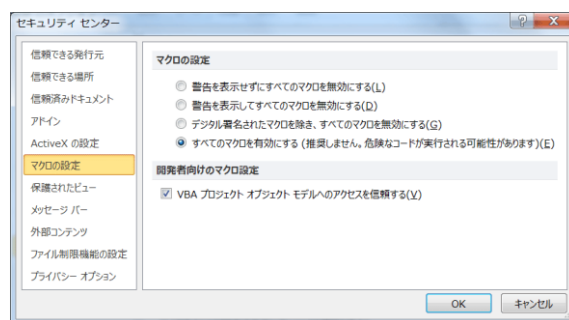 セキュリティ センター
信頼できる発行元
信頼できる場所
信頼済みドキュメント
アドイン
ActiveX の設定
マクロの設定
保護されたビュー
メッセージ バー
外部コンテンツ
ファイル制限機能の設定
プライバシー オプション
マクロの設定
警告を表示せずにすべてのマクロを無効にする(L)
警告を表示してすべてのマクロを無効にする(D)
デジタル署名されたマクロを除き、すべてのマクロを無効にする(G)
すべてのマクロを有効にする (推奨しません。危険なコードが実行される可能性があります)(E)
開発者向けのマクロ設定
VBA プロジェクト オブジェクト モデルへのアクセスを信頼する(V)
OK
キャンセル